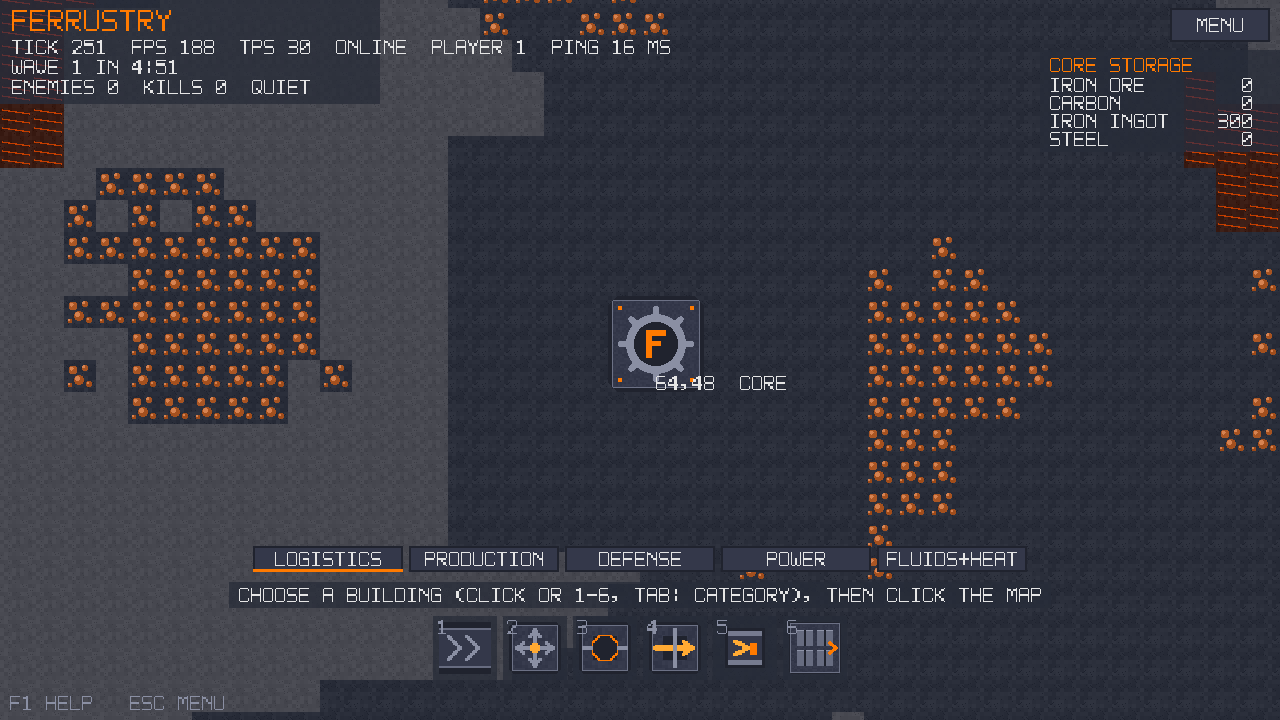 FERRUSTRY
TICK 251 FPS 188 TPS 30 ONLINE PLAYER 1 PING 16 MS
WAVE 1 IN 4:51
ENEMIES 0 KILLS 0 QUIET
MENU
CORE STORAGE
IRON ORE 0
CARBON 0
IRON INGOT 300
STEEL 0
F
64,48 CORE
LOGISTICS PRODUCTION DEFENSE POWER FLUIDS+HEAT
CHOOSE A BUILDING (CLICK OR 1-6, TAB: CATEGORY), THEN CLICK THE MAP
1 2 3 4 5 6
F1 HELP ESC MENU